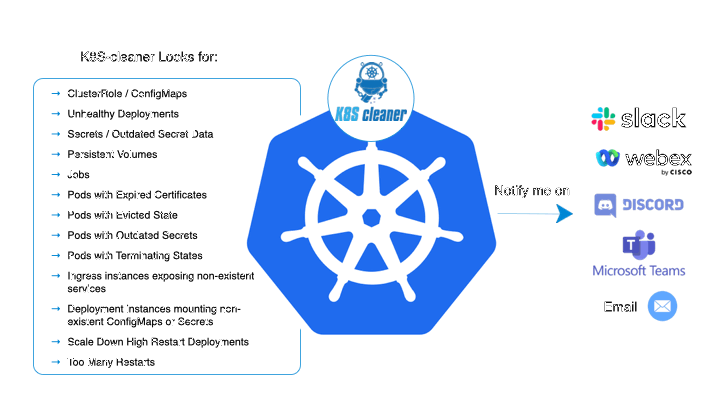 K8S-cleaner Looks for:
→ ClusterRole / ConfigMaps
→ Unhealthy Deployments
→ Secrets / Outdated Secret Data
→ Persistent Volumes
→ Jobs
→ Pods with Expired Certificates
→ Pods with Evicted State
→ Pods with Outdated Secrets
→ Pods with Terminating States
→ Ingress instances exposing non-existent
services
→ Deployment instances mounting non-
existent ConfigMaps or Secrets
→ Scale Down High Restart Deployments
→ Too Many Restarts
K8S cleaner
Notify me on
slack
webex
by CISCO
DISCORD
T
Microsoft Teams
Email